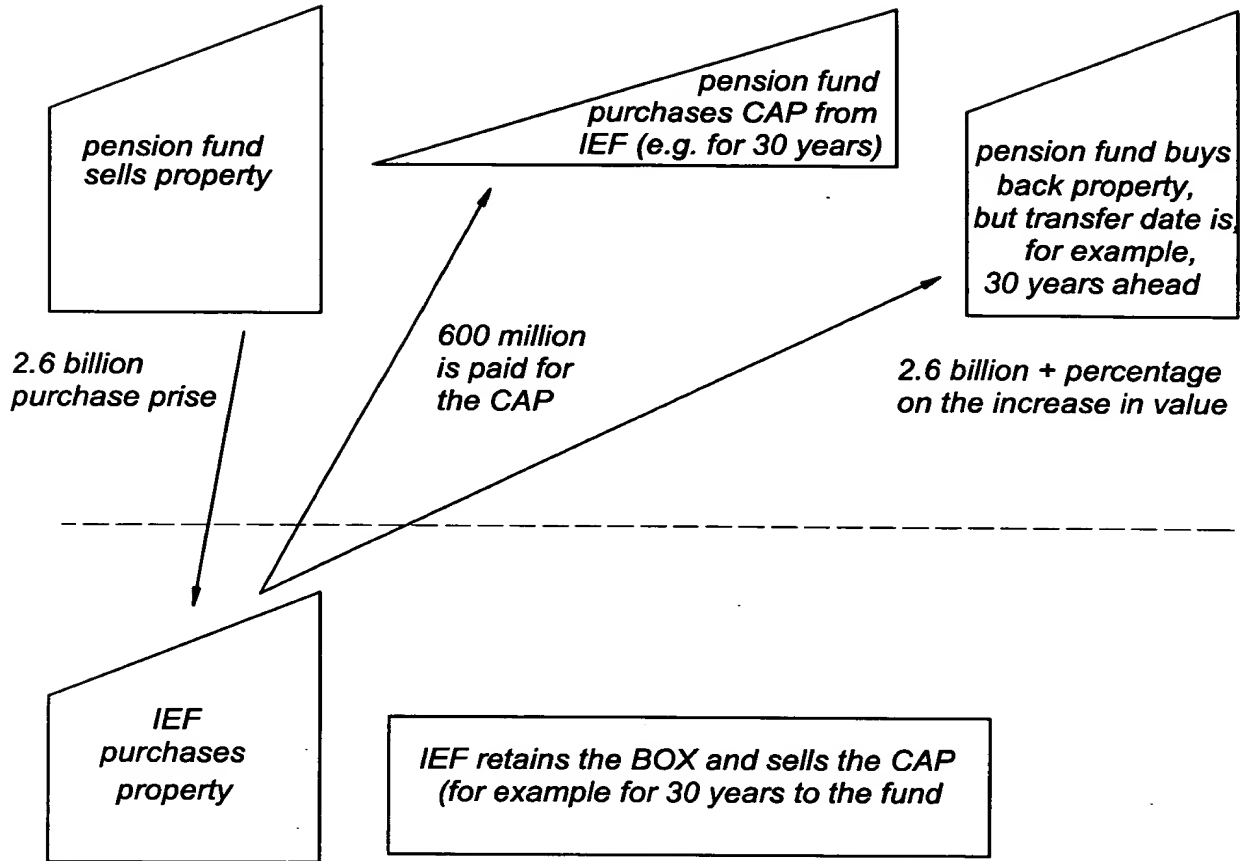 pension fund
sells property
pension fund
purchases CAP from
IEF (e.g. for 30 years)
pension fund buys
back property,
but transfer date is,
for example,
30 years ahead
2.6 billion
purchase prise
600 million
is paid for
the CAP
2.6 billion + percentage
on the increase in value
IEF
purchases
property
IEF retains the BOX and sells the CAP
(for example for 30 years to the fund